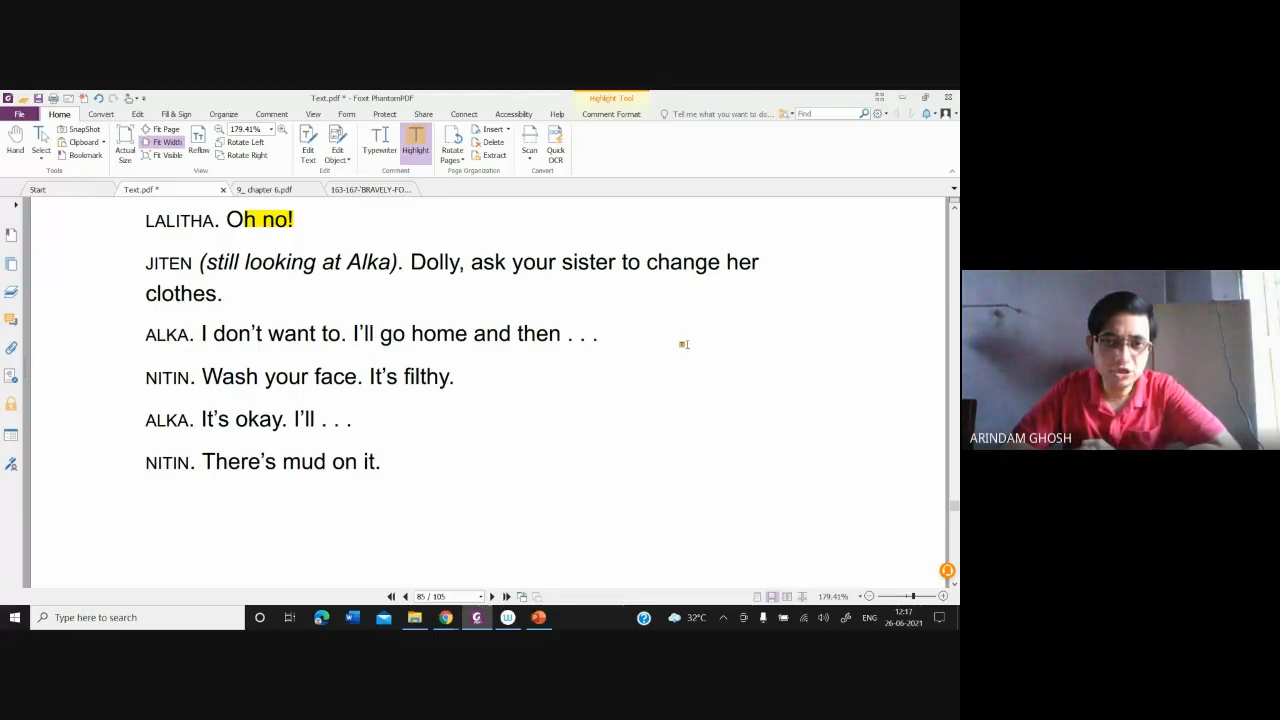 Text.pdf * - Foxit PhantomPDF
Highlight Tool
File Home Convert Edit Fill & Sign Organize Comment View Form Protect Share Connect Accessibility Help Comment Format Tell me what you want to do... Find
Hand
Select
SnapShot
Clipboard
Bookmark
Tools
Actual Size
Fit Page
Fit Width
Fit Visible
Reflow
179.41%
Rotate Left
Rotate Right
View
Edit Text
Edit Object
Edit
Typewriter
Highlight
Comment
Rotate Pages
Insert
Delete
Extract
Page Organization
Scan
Quick OCR
Convert
Start Text.pdf * 9_ chapter 6.pdf 163-167-'BRAVELY-FO...
LALITHA. Oh no!
JITEN (still looking at Alka). Dolly, ask your sister to change her
clothes.
ALKA. I don’t want to. I’ll go home and then . . .
NITIN. Wash your face. It’s filthy.
ALKA. It’s okay. I’ll . . .
NITIN. There’s mud on it.
ARINDAM GHOSH
85 / 105
179.41%
Type here to search
32°C
ENG
12:17
26-06-2021